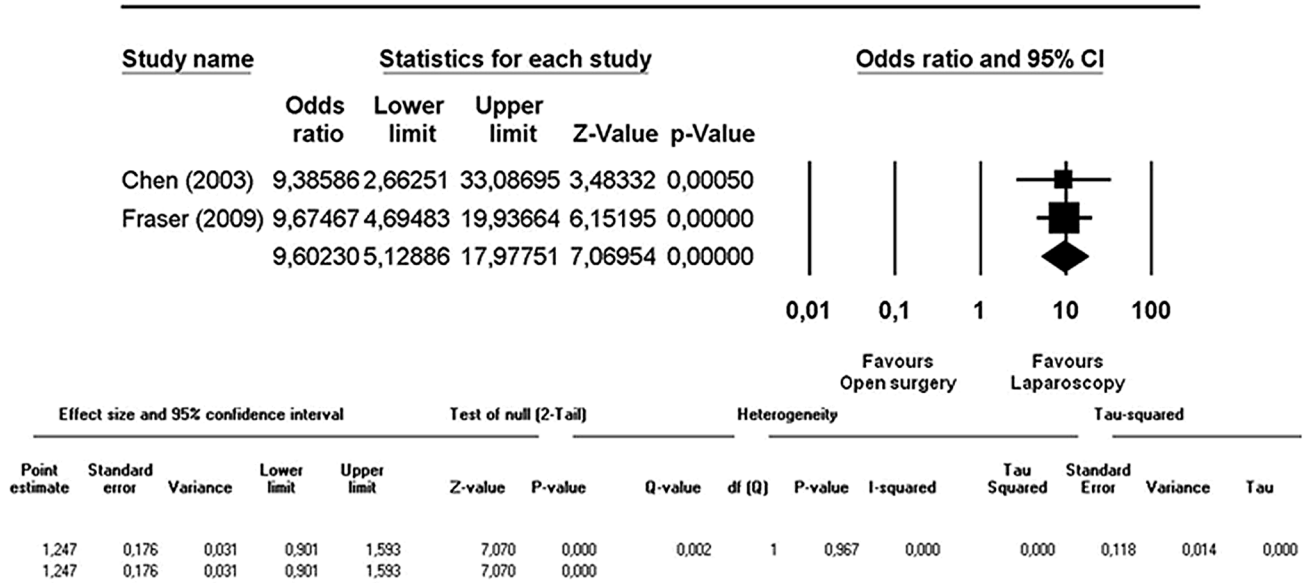 Study name Statistics for each study Odds ratio and 95% CI
Odds Lower Upper
ratio limit limit Z-Value p-Value
Chen (2003) 9,38586 2,66251 33,08695 3,48332 0,00050
Fraser (2009) 9,67467 4,69483 19,93664 6,15195 0,00000
9,60230 5,12886 17,97751 7,06954 0,00000
0,01 0,1 1 10 100
Favours Favours
Open surgery Laparoscopy
Effect size and 95% confidence interval Test of null (2-Tail) Heterogeneity Tau-squared
Point Standard Lower Upper Tau Standard
estimate error Variance limit limit Z-value P-value Q-value df (Q) P-value I-squared Squared Error Variance Tau
1,247 0,176 0,031 0,901 1,593 7,070 0,000 0,002 1 0,967 0,000 0,000 0,118 0,014 0,000
1,247 0,176 0,031 0,901 1,593 7,070 0,000